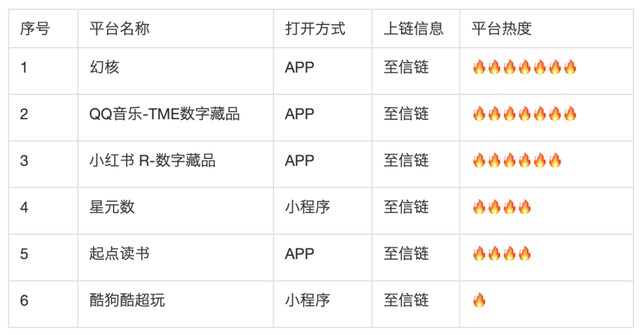 序号 平台名称 打开方式 上链信息 平台热度
1 幻核 APP 至信链 🔥🔥🔥🔥🔥🔥🔥
2 QQ音乐-TME数字藏品 APP 至信链 🔥🔥🔥🔥🔥🔥🔥
3 小红书 R-数字藏品 APP 至信链 🔥🔥🔥🔥🔥🔥
4 星元数 小程序 至信链 🔥🔥🔥🔥
5 起点读书 APP 至信链 🔥🔥🔥🔥
6 酷狗酷超玩 小程序 至信链 🔥